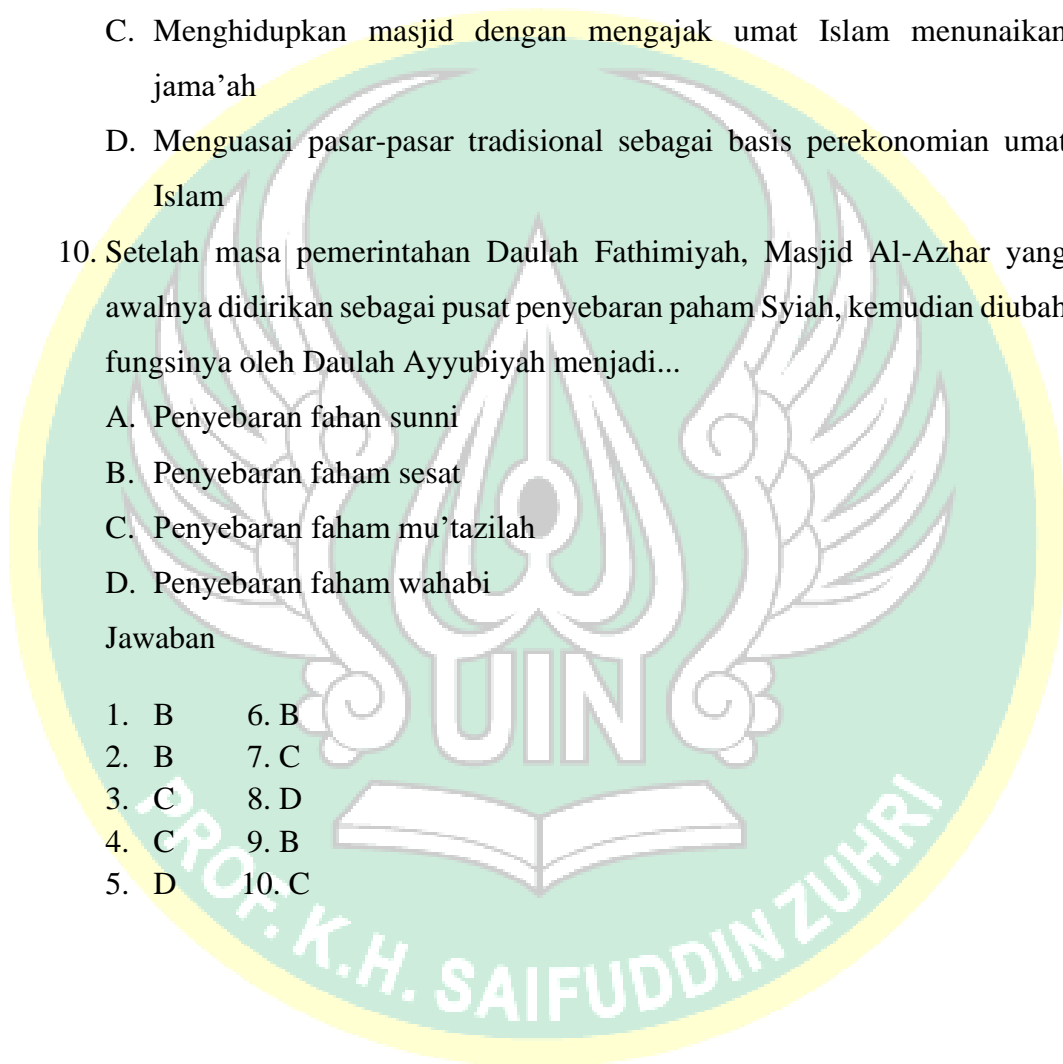 C. Menghidupkan masjid dengan mengajak umat Islam menunaikan
jama’ah
D. Menguasai pasar-pasar tradisional sebagai basis perekonomian umat
Islam
10. Setelah masa pemerintahan Daulah Fathimiyah, Masjid Al-Azhar yang
awalnya didirikan sebagai pusat penyebaran paham Syiah, kemudian diubah
fungsinya oleh Daulah Ayyubiyah menjadi...
A. Penyebaran fahan sunni
B. Penyebaran faham sesat
C. Penyebaran faham mu’tazilah
D. Penyebaran faham wahabi
Jawaban
1. B 6. B
2. B 7. C
3. C 8. D
4. C 9. B
5. D 10. C
UIN
PROF. K.H. SAIFUDDIN ZUHRI